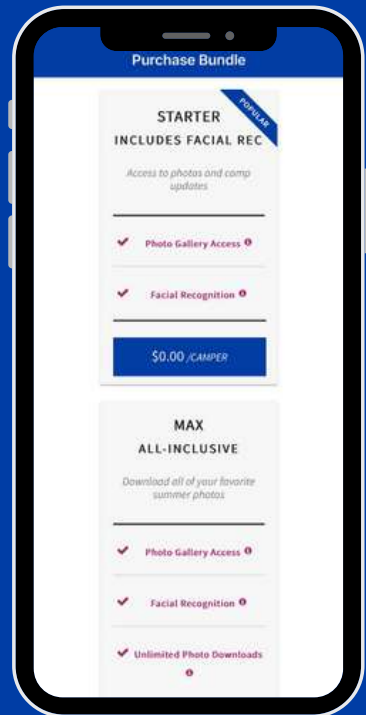 Purchase Bundle
POPULAR
STARTER
INCLUDES FACIAL REC
Access to photos and camp
updates
Photo Gallery Access
Facial Recognition
$0.00 /CAMPER
MAX
ALL-INCLUSIVE
Download all of your favorite
summer photos
Photo Gallery Access
Facial Recognition
Unlimited Photo Downloads